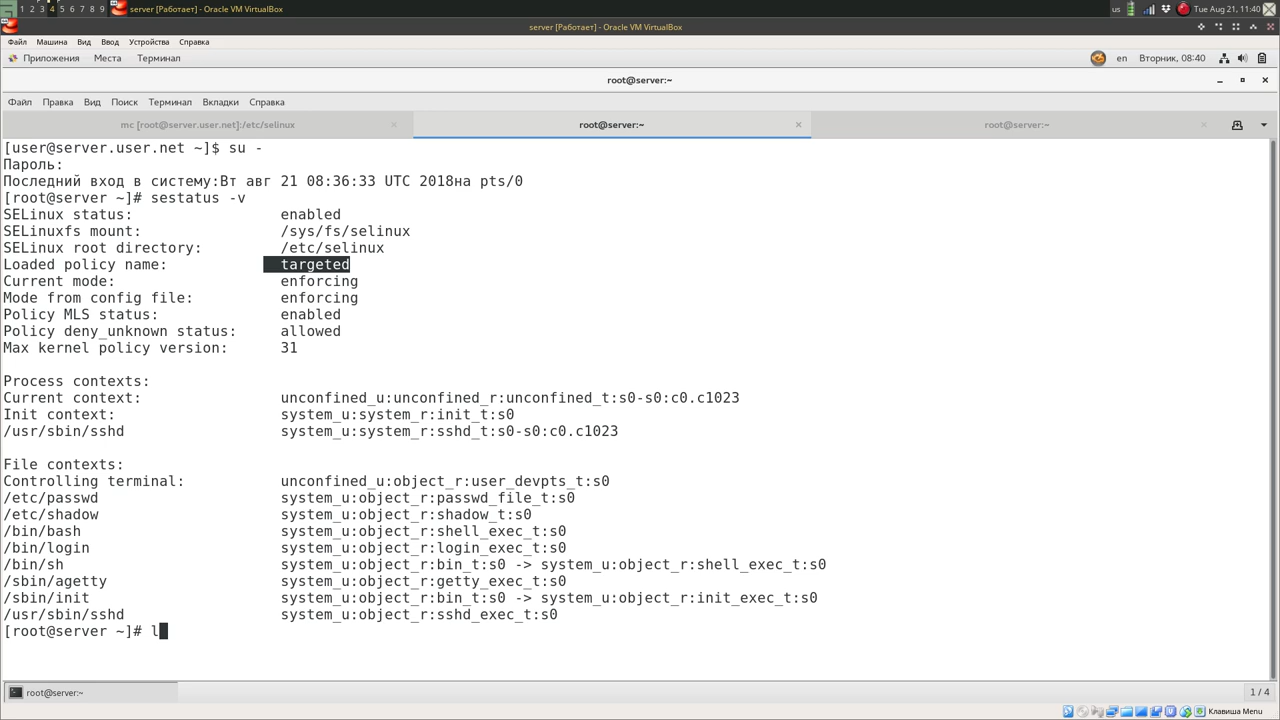 1 2 3 4 5 6 7 8 9 server [Работает] - Oracle VM VirtualBox us Tue Aug 21, 11:40
server [Работает] - Oracle VM VirtualBox
Файл Машина Вид Ввод Устройства Справка
Приложения Места Терминал en Вторник, 08:40
root@server:~
Файл Правка Вид Поиск Терминал Вкладки Справка
mc [root@server.user.net]:/etc/selinux root@server:~ root@server:~
[user@server.user.net ~]$ su -
Пароль:
Последний вход в систему:Вт авг 21 08:36:33 UTC 2018на pts/0
[root@server ~]# sestatus -v
SELinux status: enabled
SELinuxfs mount: /sys/fs/selinux
SELinux root directory: /etc/selinux
Loaded policy name: targeted
Current mode: enforcing
Mode from config file: enforcing
Policy MLS status: enabled
Policy deny_unknown status: allowed
Max kernel policy version: 31
Process contexts:
Current context: unconfined_u:unconfined_r:unconfined_t:s0-s0:c0.c1023
Init context: system_u:system_r:init_t:s0
/usr/sbin/sshd system_u:system_r:sshd_t:s0-s0:c0.c1023
File contexts:
Controlling terminal: unconfined_u:object_r:user_devpts_t:s0
/etc/passwd system_u:object_r:passwd_file_t:s0
/etc/shadow system_u:object_r:shadow_t:s0
/bin/bash system_u:object_r:shell_exec_t:s0
/bin/login system_u:object_r:login_exec_t:s0
/bin/sh system_u:object_r:bin_t:s0 -> system_u:object_r:shell_exec_t:s0
/sbin/agetty system_u:object_r:getty_exec_t:s0
/sbin/init system_u:object_r:bin_t:s0 -> system_u:object_r:init_exec_t:s0
/usr/sbin/sshd system_u:object_r:sshd_exec_t:s0
[root@server ~]# l
root@server:~ 1 / 4
Клавиша Menu